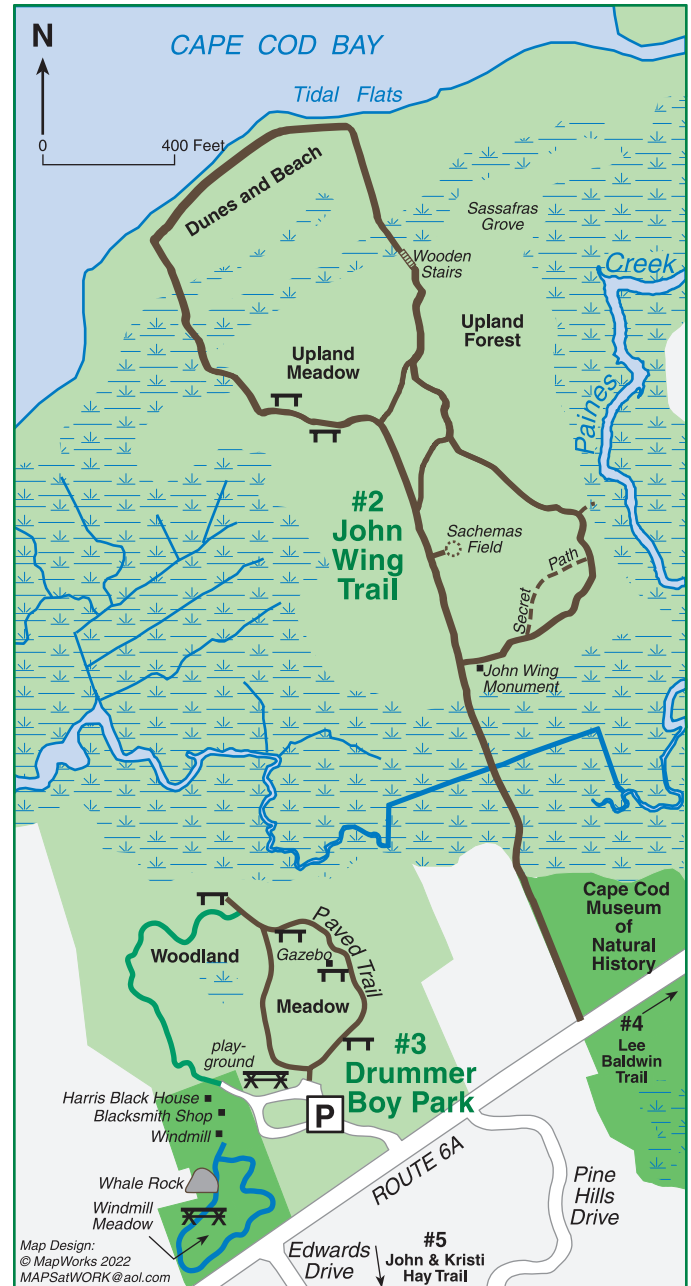 CAPE COD BAY
N
Tidal Flats
0
400 Feet
Dunes and Beach
Sassafras
Grove
Wooden
Stairs
Creek
Paines
Upland
Forest
Upland
Meadow
#2
John
Wing
Trail
Sachemas
Field
Secret
Path
John Wing
Monument
Cape Cod
Museum
of
Natural
History
Woodland
Paved Trail
Gazebo
Meadow
#4
Lee
Baldwin
Trail
play-
ground
#3
Drummer
Boy Park
P
Harris Black House
Blacksmith Shop
Windmill
ROUTE 6A
Whale Rock
Windmill
Meadow
Pine
Hills
Drive
Edwards
Drive
#5
John & Kristi
Hay Trail
Map Design:
© MapWorks 2022
MAPSatWORK@aol.com